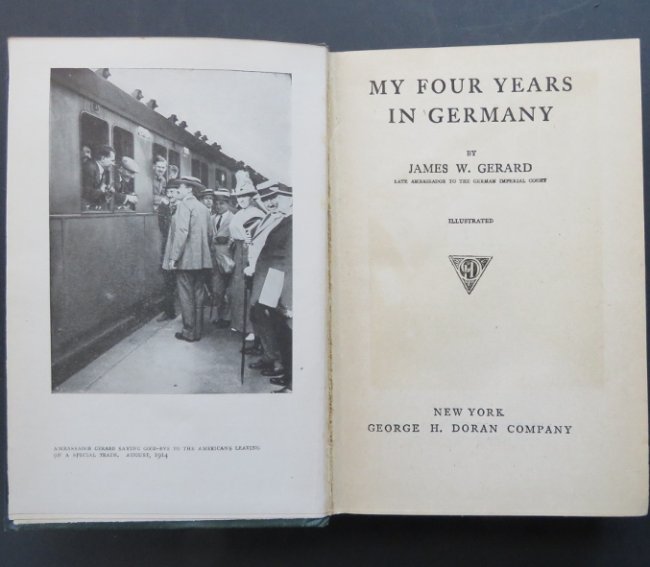 AMBASSADOR GERARD SAYING GOOD-BYE TO THE AMERICANS LEAVING
ON A SPECIAL TRAIN, AUGUST, 1914
MY FOUR YEARS
IN GERMANY
BY
JAMES W. GERARD
LATE AMBASSADOR TO THE GERMAN IMPERIAL COURT
ILLUSTRATED
NEW YORK
GEORGE H. DORAN COMPANY